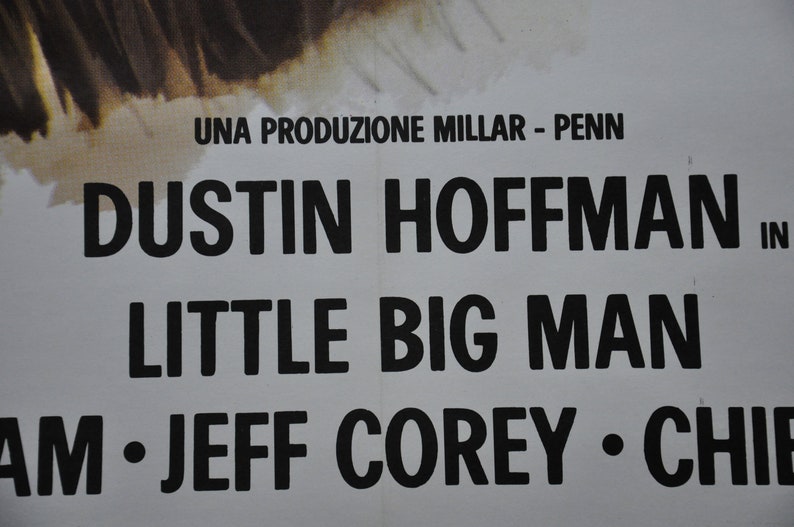 UNA PRODUZIONE MILLAR - PENN
DUSTIN HOFFMAN IN
LITTLE BIG MAN
AM • JEFF COREY • CHIE